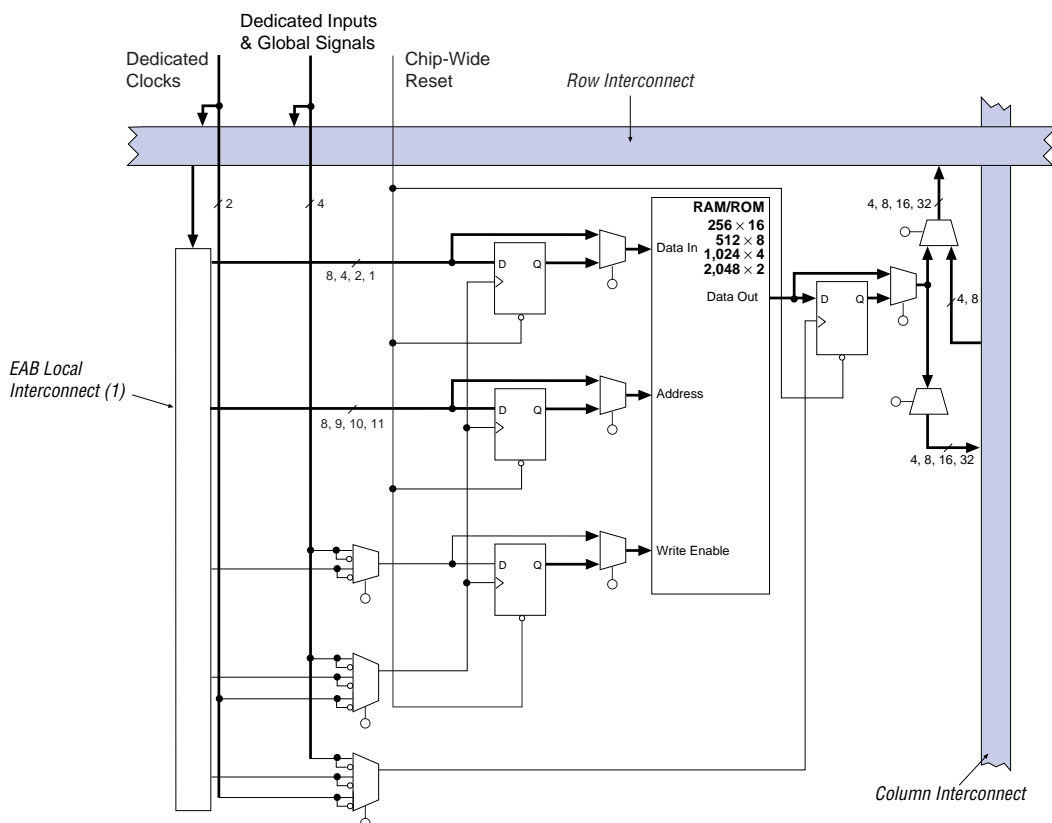 Dedicated Inputs
& Global Signals
Dedicated
Clocks
Chip-Wide
Reset
Row Interconnect
2
4
4, 8, 16, 32
RAM/ROM
256 × 16
512 × 8
1,024 × 4
2,048 × 2
Data In
D
Q
8, 4, 2, 1
Data Out
D
Q
4, 8
EAB Local
Interconnect (1)
D
Q
Address
8, 9, 10, 11
4, 8, 16, 32
D
Q
Write Enable
Column Interconnect